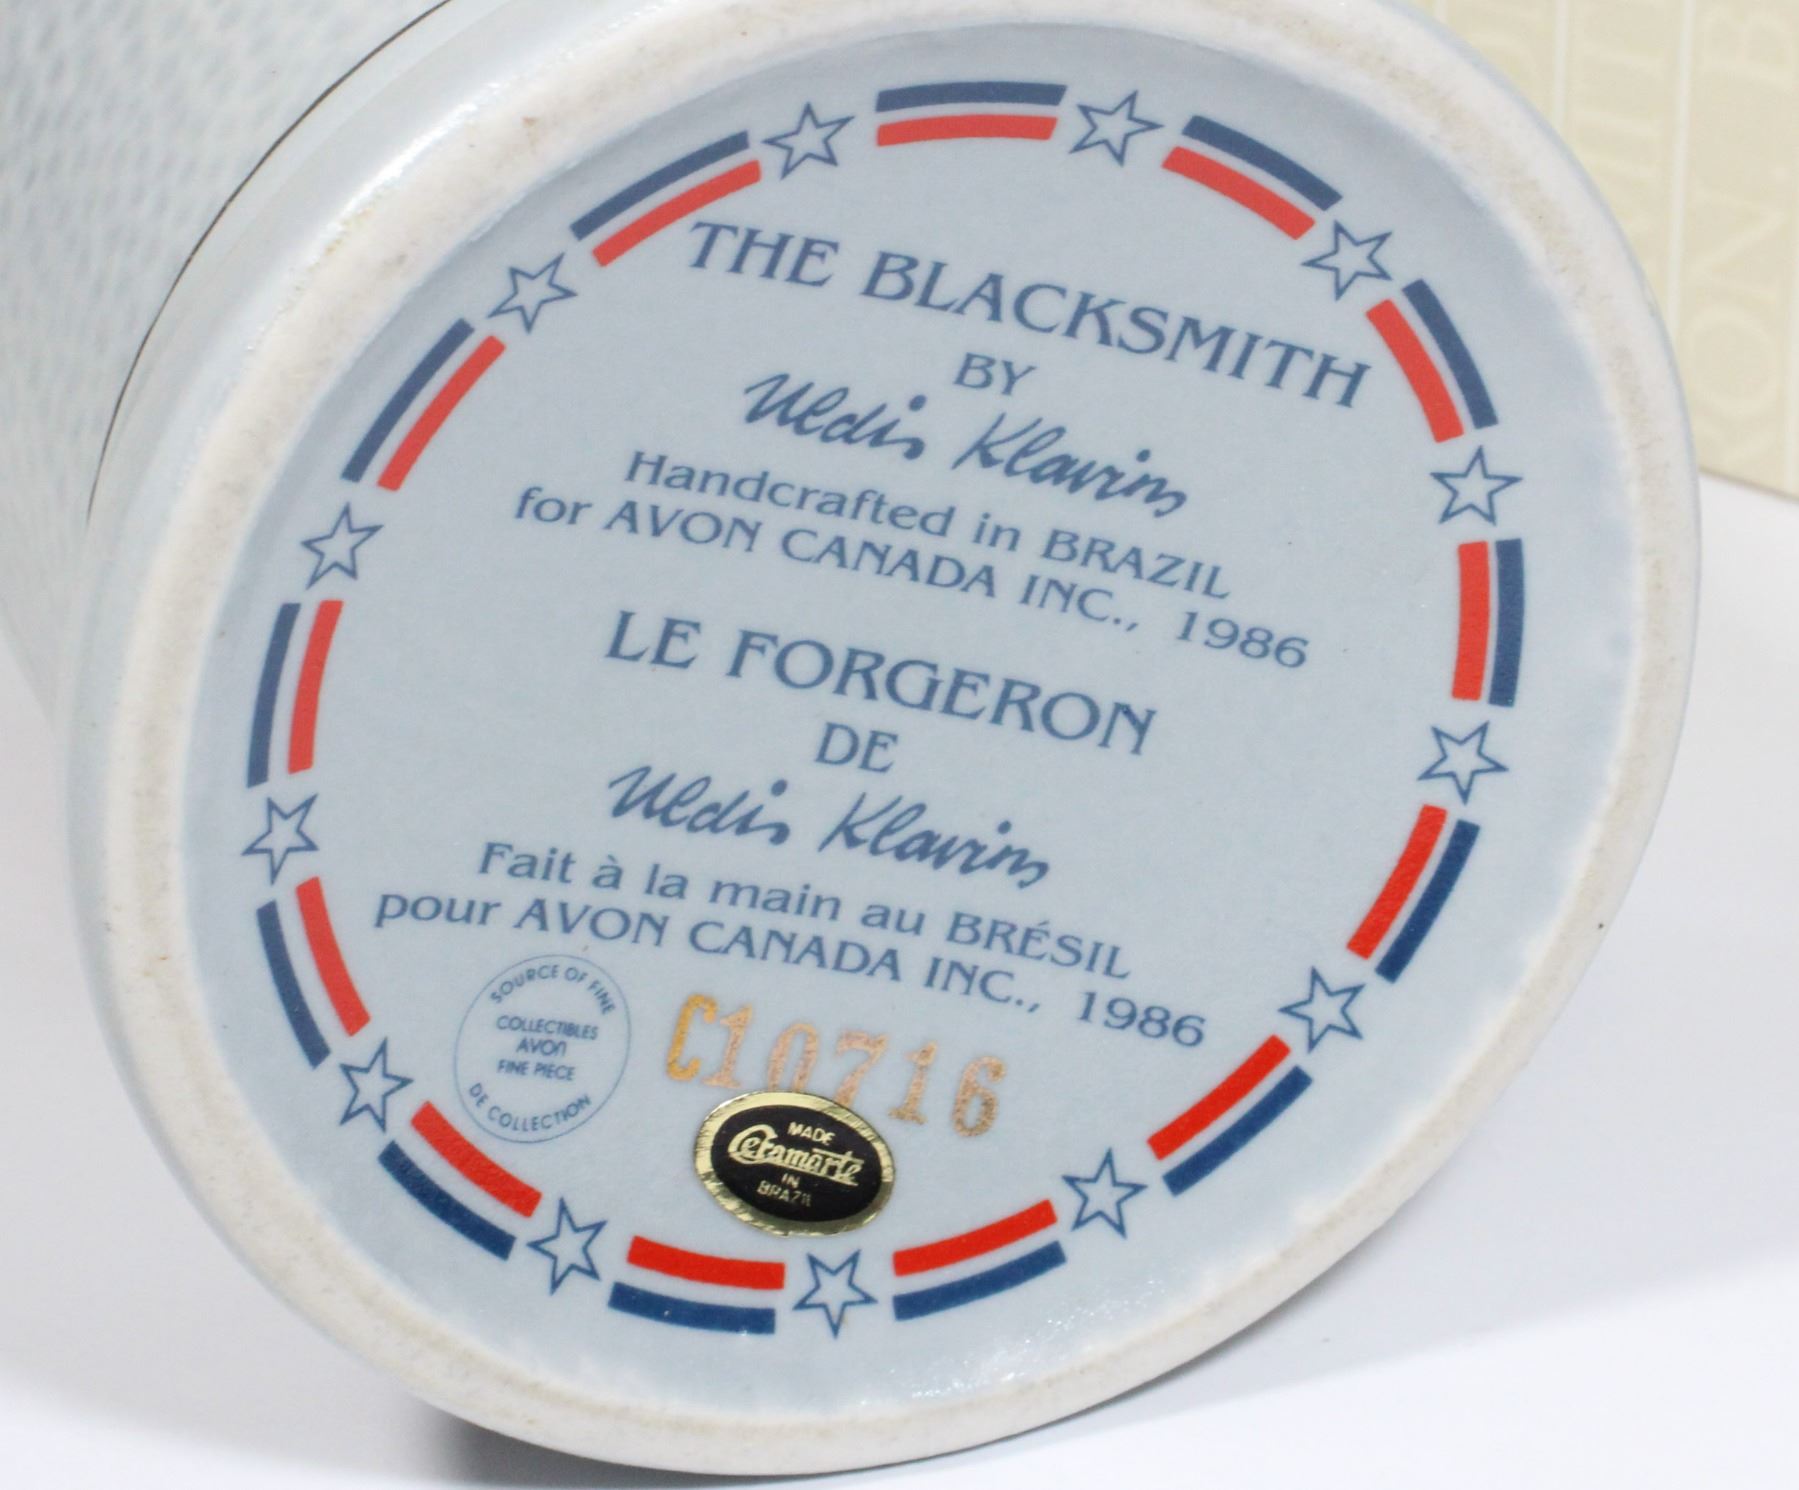 THE BLACKSMITH
BY
Uldis Klavins
Handcrafted in BRAZIL
for AVON CANADA INC., 1986
LE FORGERON
DE
Uldis Klavins
Fait à la main au BRÉSIL
pour AVON CANADA INC., 1986
SOURCE OF FINE
COLLECTIBLES
AVON
FINE PIÈCE
DE COLLECTION
C10716
MADE
Ceramarte
IN
BRAZIL